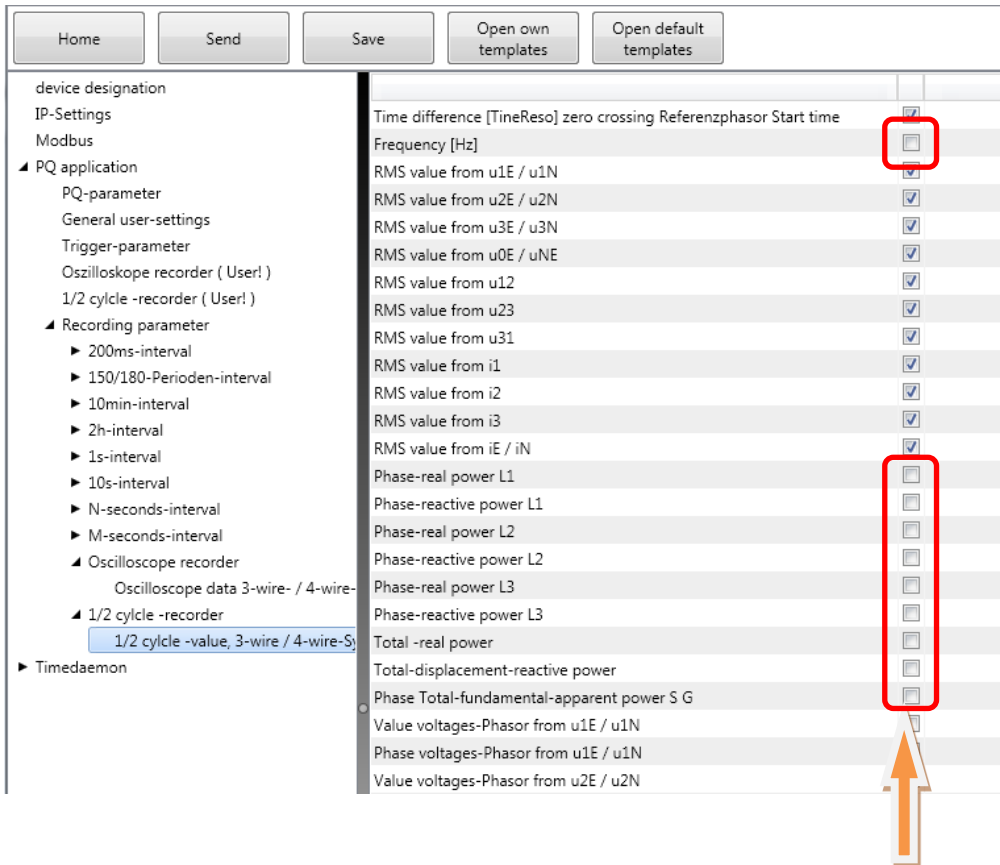 Home
Send
Save
Open own
templates
Open default
templates
device designation
IP-Settings
Modbus
PQ application
PQ-parameter
General user-settings
Trigger-parameter
Oszilloskope recorder ( User! )
1/2 cylcle -recorder ( User! )
Recording parameter
200ms-interval
150/180-Perioden-interval
10min-interval
2h-interval
1s-interval
10s-interval
N-seconds-interval
M-seconds-interval
Oscilloscope recorder
Oscilloscope data 3-wire- / 4-wire-
1/2 cylcle -recorder
1/2 cylcle -value, 3-wire / 4-wire-Sy
Timedaemon
Time difference [TineReso] zero crossing Referenzphasor Start time
Frequency [Hz]
RMS value from u1E / u1N
RMS value from u2E / u2N
RMS value from u3E / u3N
RMS value from u0E / uNE
RMS value from u12
RMS value from u23
RMS value from u31
RMS value from i1
RMS value from i2
RMS value from i3
RMS value from iE / iN
Phase-real power L1
Phase-reactive power L1
Phase-real power L2
Phase-reactive power L2
Phase-real power L3
Phase-reactive power L3
Total -real power
Total-displacement-reactive power
Phase Total-fundamental-apparent power S G
Value voltages-Phasor from u1E / u1N
Phase voltages-Phasor from u1E / u1N
Value voltages-Phasor from u2E / u2N